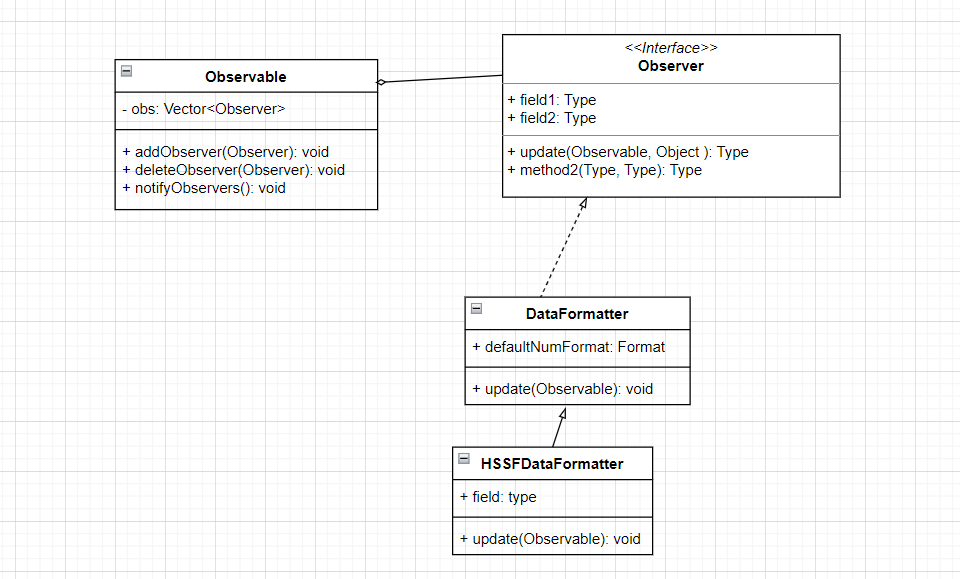 Observable
- obs: Vector<Observer>
+ addObserver(Observer): void
+ deleteObserver(Observer): void
+ notifyObservers(): void
<<Interface>>
Observer
+ field1: Type
+ field2: Type
+ update(Observable, Object ): Type
+ method2(Type, Type): Type
DataFormatter
+ defaultNumFormat: Format
+ update(Observable): void
HSSFDataFormatter
+ field: type
+ update(Observable): void